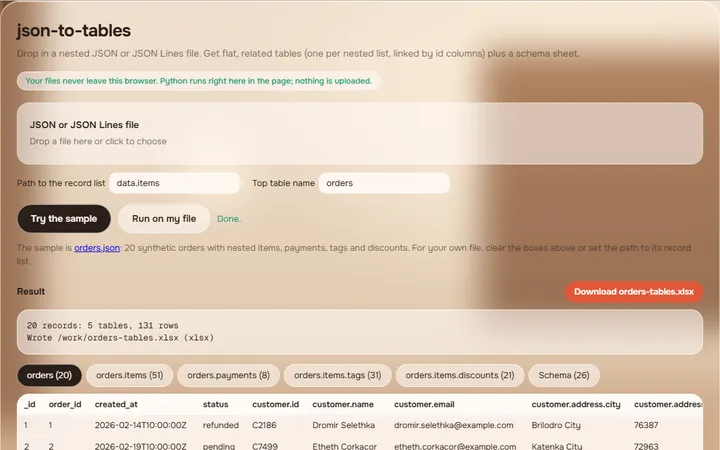 json-to-tables
Drop in a nested JSON or JSON Lines file. Get flat, related tables (one per nested list, linked by id columns) plus a schema sheet.
Your files never leave this browser. Python runs right here in the page; nothing is uploaded.
JSON or JSON Lines file
Drop a file here or click to choose
Path to the record list data.items Top table name orders
Try the sample Run on my file Done.
The sample is orders.json: 20 synthetic orders with nested items, payments, tags and discounts. For your own file, clear the boxes above or set the path to its record
list.
Result Download orders-tables.xlsx
20 records: 5 tables, 131 rows
Wrote /work/orders-tables.xlsx (xlsx)
orders (20) orders.items (51) orders.payments (8) orders.items.tags (31) orders.items.discounts (21) Schema (26)
_id order_id created_at status customer.id customer.name customer.email customer.address.city customer.address
1 1 2026-02-14T10:00:00Z refunded C2186 Dromir Selethka dromir.selethka@example.com Brilodro City 76387
2 2 2026-02-19T10:00:00Z pending C7499 Etheth Corkacor etheth.corkacor@example.com Katenka City 72963